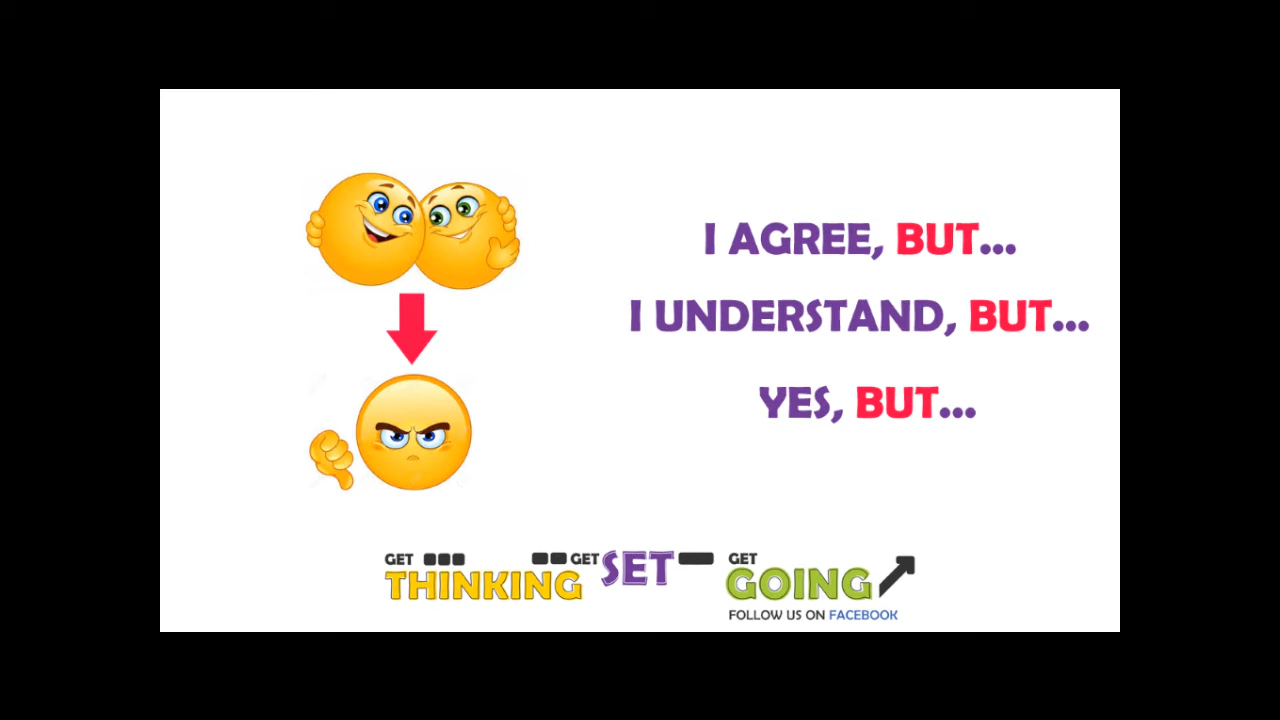 I AGREE, BUT...
I UNDERSTAND, BUT...
YES, BUT...
GET THINKING GET SET GET GOING
FOLLOW US ON FACEBOOK